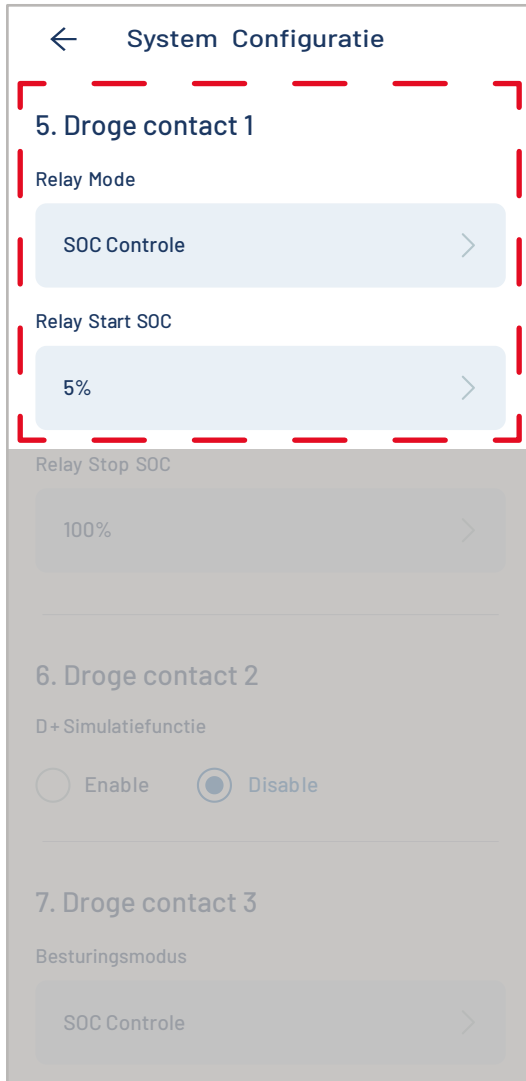 System Configuratie
5. Droge contact 1
Relay Mode
SOC Controle
Relay Start SOC
5%
Relay Stop SOC
100%
6. Droge contact 2
D+Simulatiefunctie
Enable Disable
7. Droge contact 3
Besturingsmodus
SOC Controle